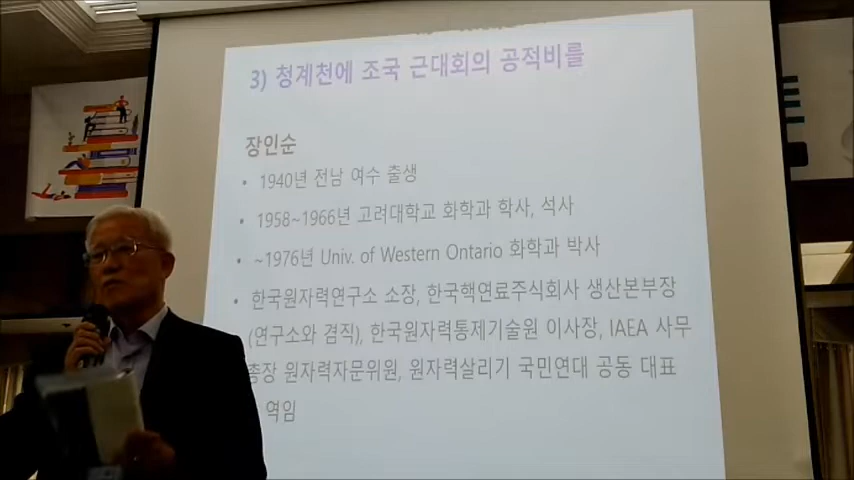 3) 청계천에 조국 근대회의 공적비를
장인순
• 1940년 전남 여수 출생
• 1958~1966년 고려대학교 화학과 학사, 석사
• ~1976년 Univ. of Western Ontario 화학과 박사
• 한국원자력연구소 소장, 한국핵연료주식회사 생산본부장
(연구소와 겸직), 한국원자력통제기술원 이사장, IAEA 사무
총장 원자력자문위원, 원자력살리기 국민연대 공동 대표
역임